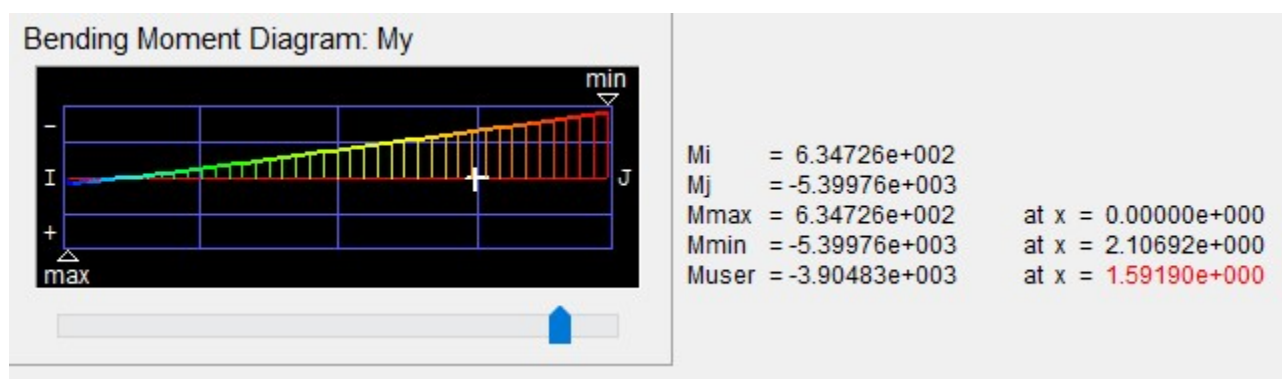 Bending Moment Diagram: My
min
−
I
J
+
max
Mi = 6.34726e+002
Mj = -5.39976e+003
Mmax = 6.34726e+002 at x = 0.00000e+000
Mmin = -5.39976e+003 at x = 2.10692e+000
Muser = -3.90483e+003 at x = 1.59190e+000